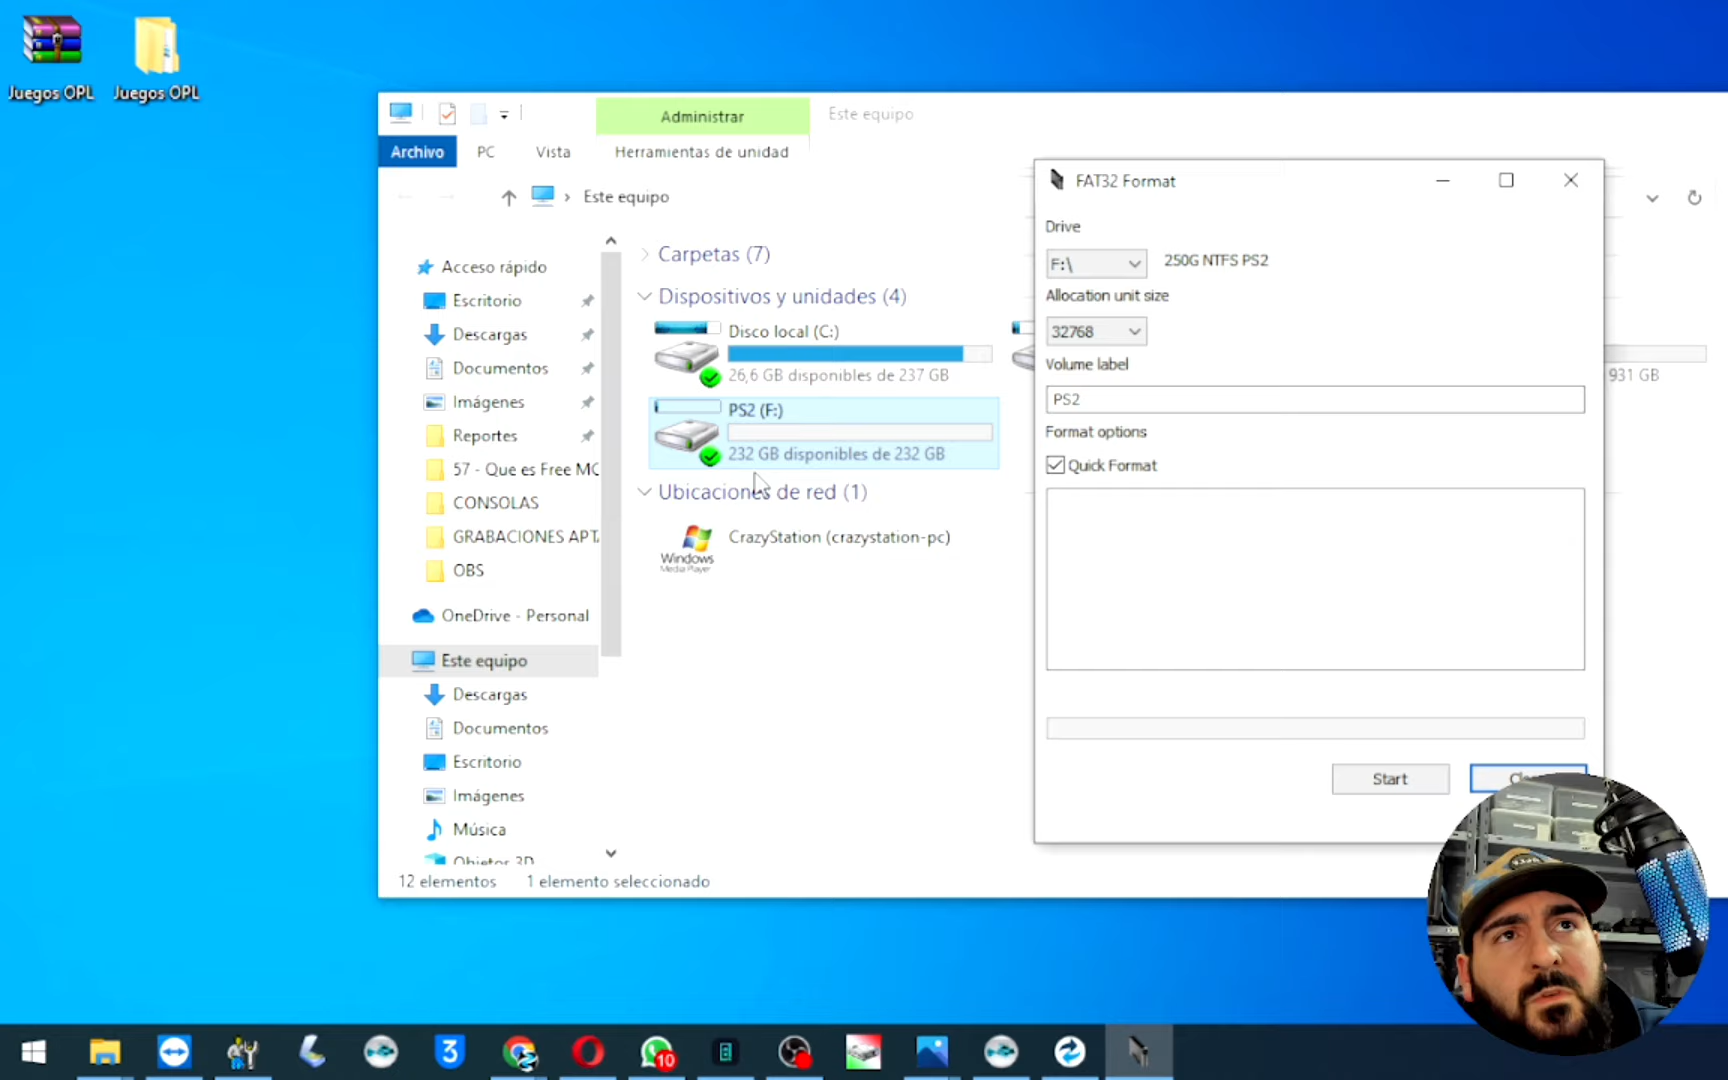 Juegos OPL
Juegos OPL
Administrar
Este equipo
Archivo
PC
Vista
Herramientas de unidad
Este equipo
Acceso rápido
Escritorio
Descargas
Documentos
Imágenes
Reportes
57 - Que es Free MC
CONSOLAS
GRABACIONES APT
OBS
OneDrive - Personal
Este equipo
Descargas
Documentos
Escritorio
Imágenes
Música
Objetos 3D
Carpetas (7)
Dispositivos y unidades (4)
Disco local (C:)
26,6 GB disponibles de 237 GB
931 GB
PS2 (F:)
232 GB disponibles de 232 GB
Ubicaciones de red (1)
CrazyStation (crazystation-pc)
Windows
Media Player
12 elementos
1 elemento seleccionado
FAT32 Format
Drive
F:\
250G NTFS PS2
Allocation unit size
32768
Volume label
PS2
Format options
Quick Format
Start
3
10